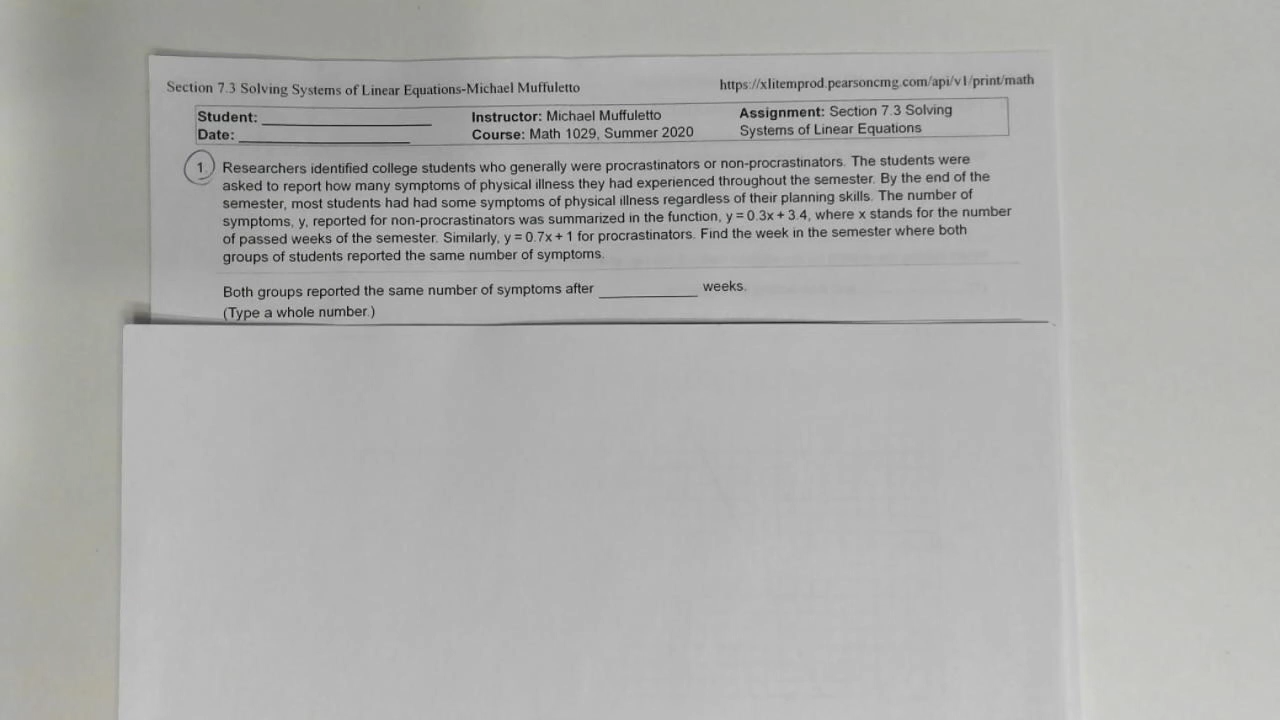 Section 7.3 Solving Systems of Linear Equations-Michael Muffuletto https://xlitemprod.pearsoncmg.com/api/v1/print/math
Student: Instructor: Michael Muffuletto Assignment: Section 7.3 Solving
Date: Course: Math 1029, Summer 2020 Systems of Linear Equations
1. Researchers identified college students who generally were procrastinators or non-procrastinators. The students were
asked to report how many symptoms of physical illness they had experienced throughout the semester. By the end of the
semester, most students had had some symptoms of physical illness regardless of their planning skills. The number of
symptoms, y, reported for non-procrastinators was summarized in the function, y = 0.3x + 3.4, where x stands for the number
of passed weeks of the semester. Similarly, y = 0.7x + 1 for procrastinators. Find the week in the semester where both
groups of students reported the same number of symptoms.
Both groups reported the same number of symptoms after ____________ weeks.
(Type a whole number.)